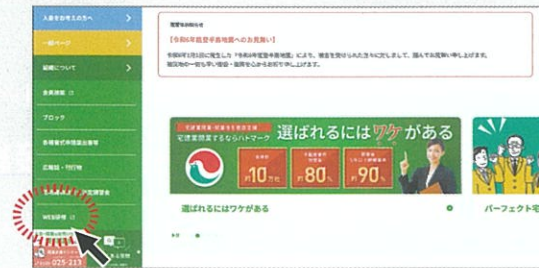 入会をお考えの方へ
一般ページ
組織について
会員検索
ブロック
各種書式申請届出書等
広報誌・刊行物
WEB研修
重要なお知らせ
【令和6年能登半島地震へのお見舞い】
令和6年1月1日に発生した「令和6年能登半島地震」により、被害を受けられた方々に対しまして、謹んでお見舞い申し上げます。
被災地の一日も早い復旧・復興を心からお祈り申し上げます。
宅建業開業するならハトマーク
選ばれるにはワケがある
約10万社
約80%
約90%
選ばれるにはワケがある
パーフェクト宅
025-213